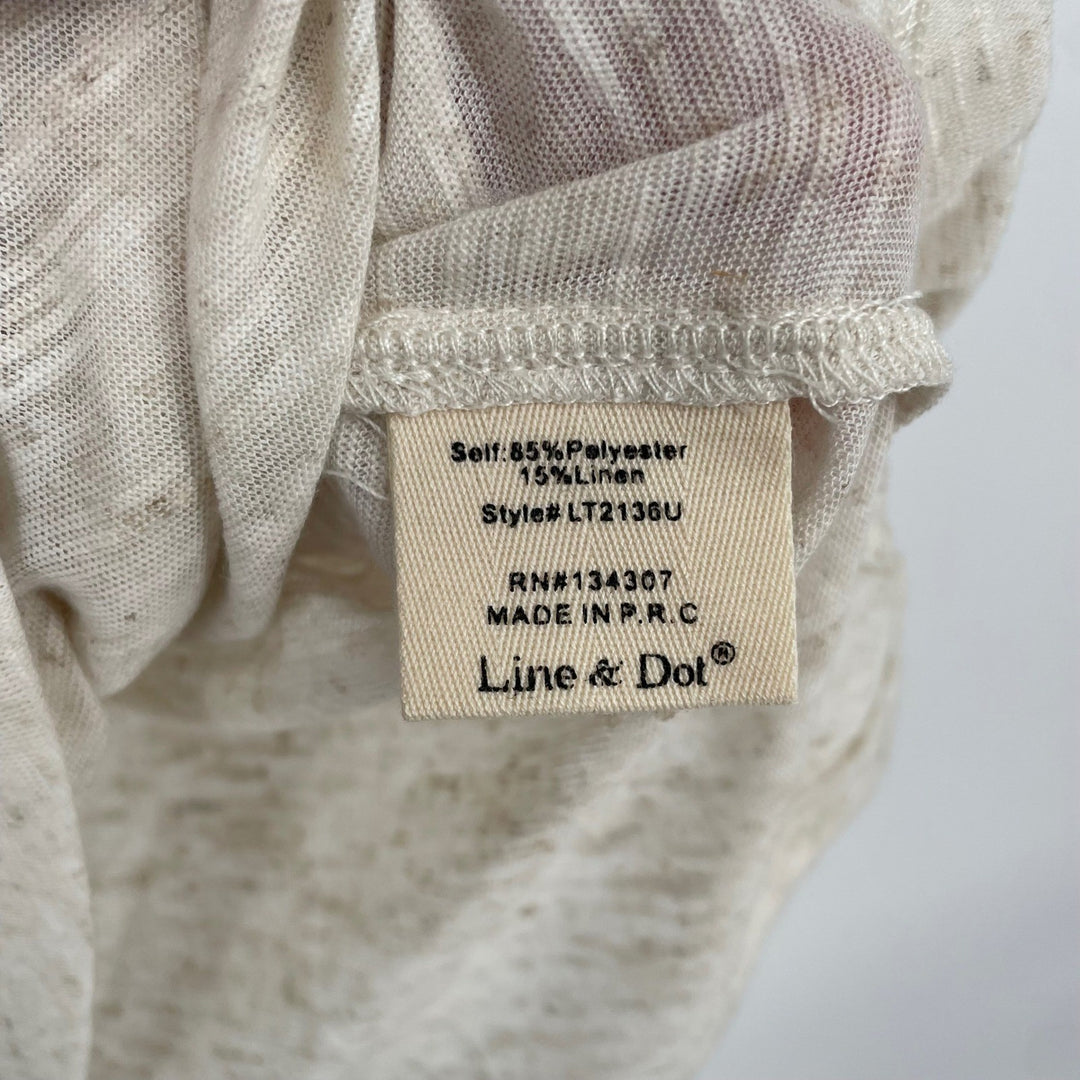 Self:85%Polyester
15%Linen
Style# LT2136U
RN#134307
MADE IN P.R.C
Line & Dot®